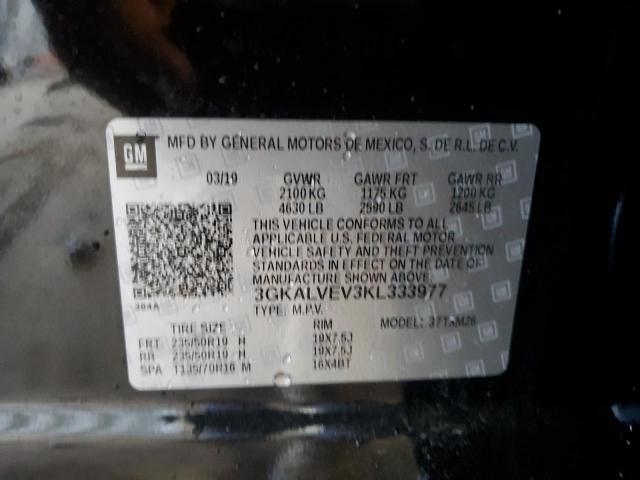 GM
MFD BY GENERAL MOTORS DE MEXICO, S. DE R.L. DE C.V.
03/19 GVWR GAWR FRT GAWR RR
2100 KG 1175 KG 1200 KG
4630 LB 2590 LB 2645 LB
THIS VEHICLE CONFORMS TO ALL
APPLICABLE U.S. FEDERAL MOTOR
VEHICLE SAFETY AND THEFT PREVENTION
STANDARDS IN EFFECT ON THE DATE OF
MANUFACTURE SHOWN ABOVE.
3GKALVEV3KL333977
394A
TYPE: M.P.V. MODEL: 37TXM26
TIRE SIZE RIM
FRT 235/50R19 H 19X7.5J
RR 235/50R19 H 19X7.5J
SPA T135/70R16 M 16X4BT